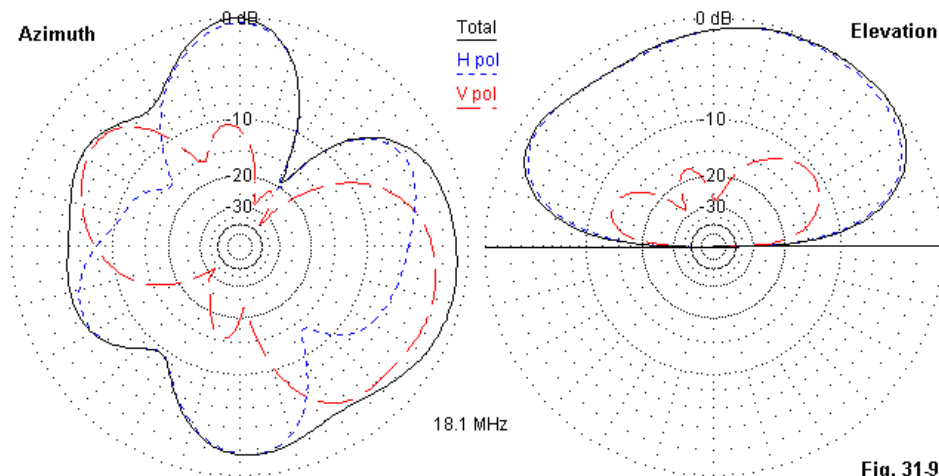 Azimuth
0 dB
-10
-20
-30
Total
H pol
V pol
18.1 MHz
Elevation
0 dB
-10
-20
-30
Fig. 31-9